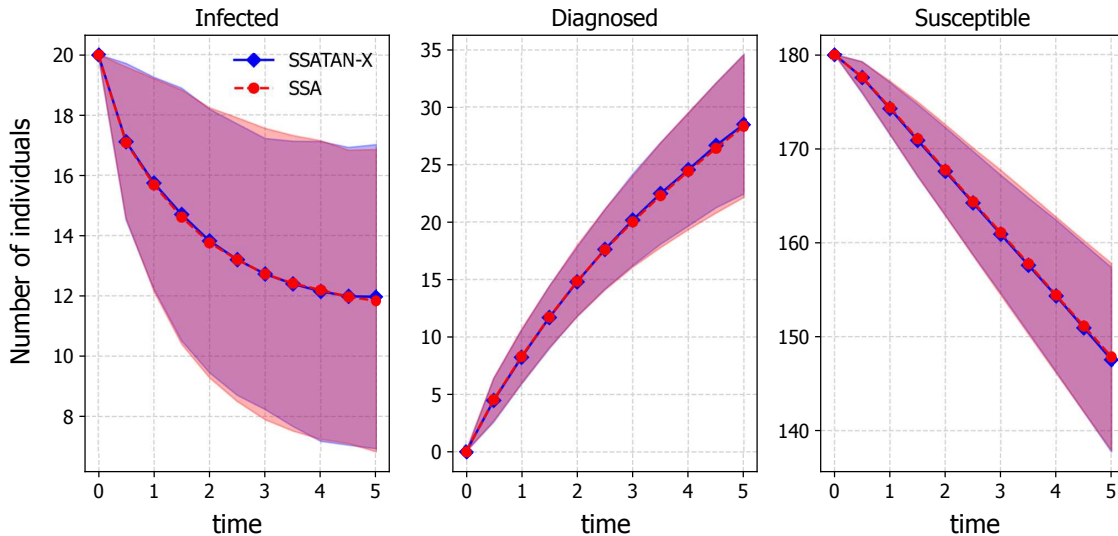 Infected
Diagnosed
Susceptible
Number of individuals
20
18
16
14
12
10
8
SSATAN-X
SSA
0 1 2 3 4 5
time
35
30
25
20
15
10
5
0
0 1 2 3 4 5
time
180
170
160
150
140
0 1 2 3 4 5
time